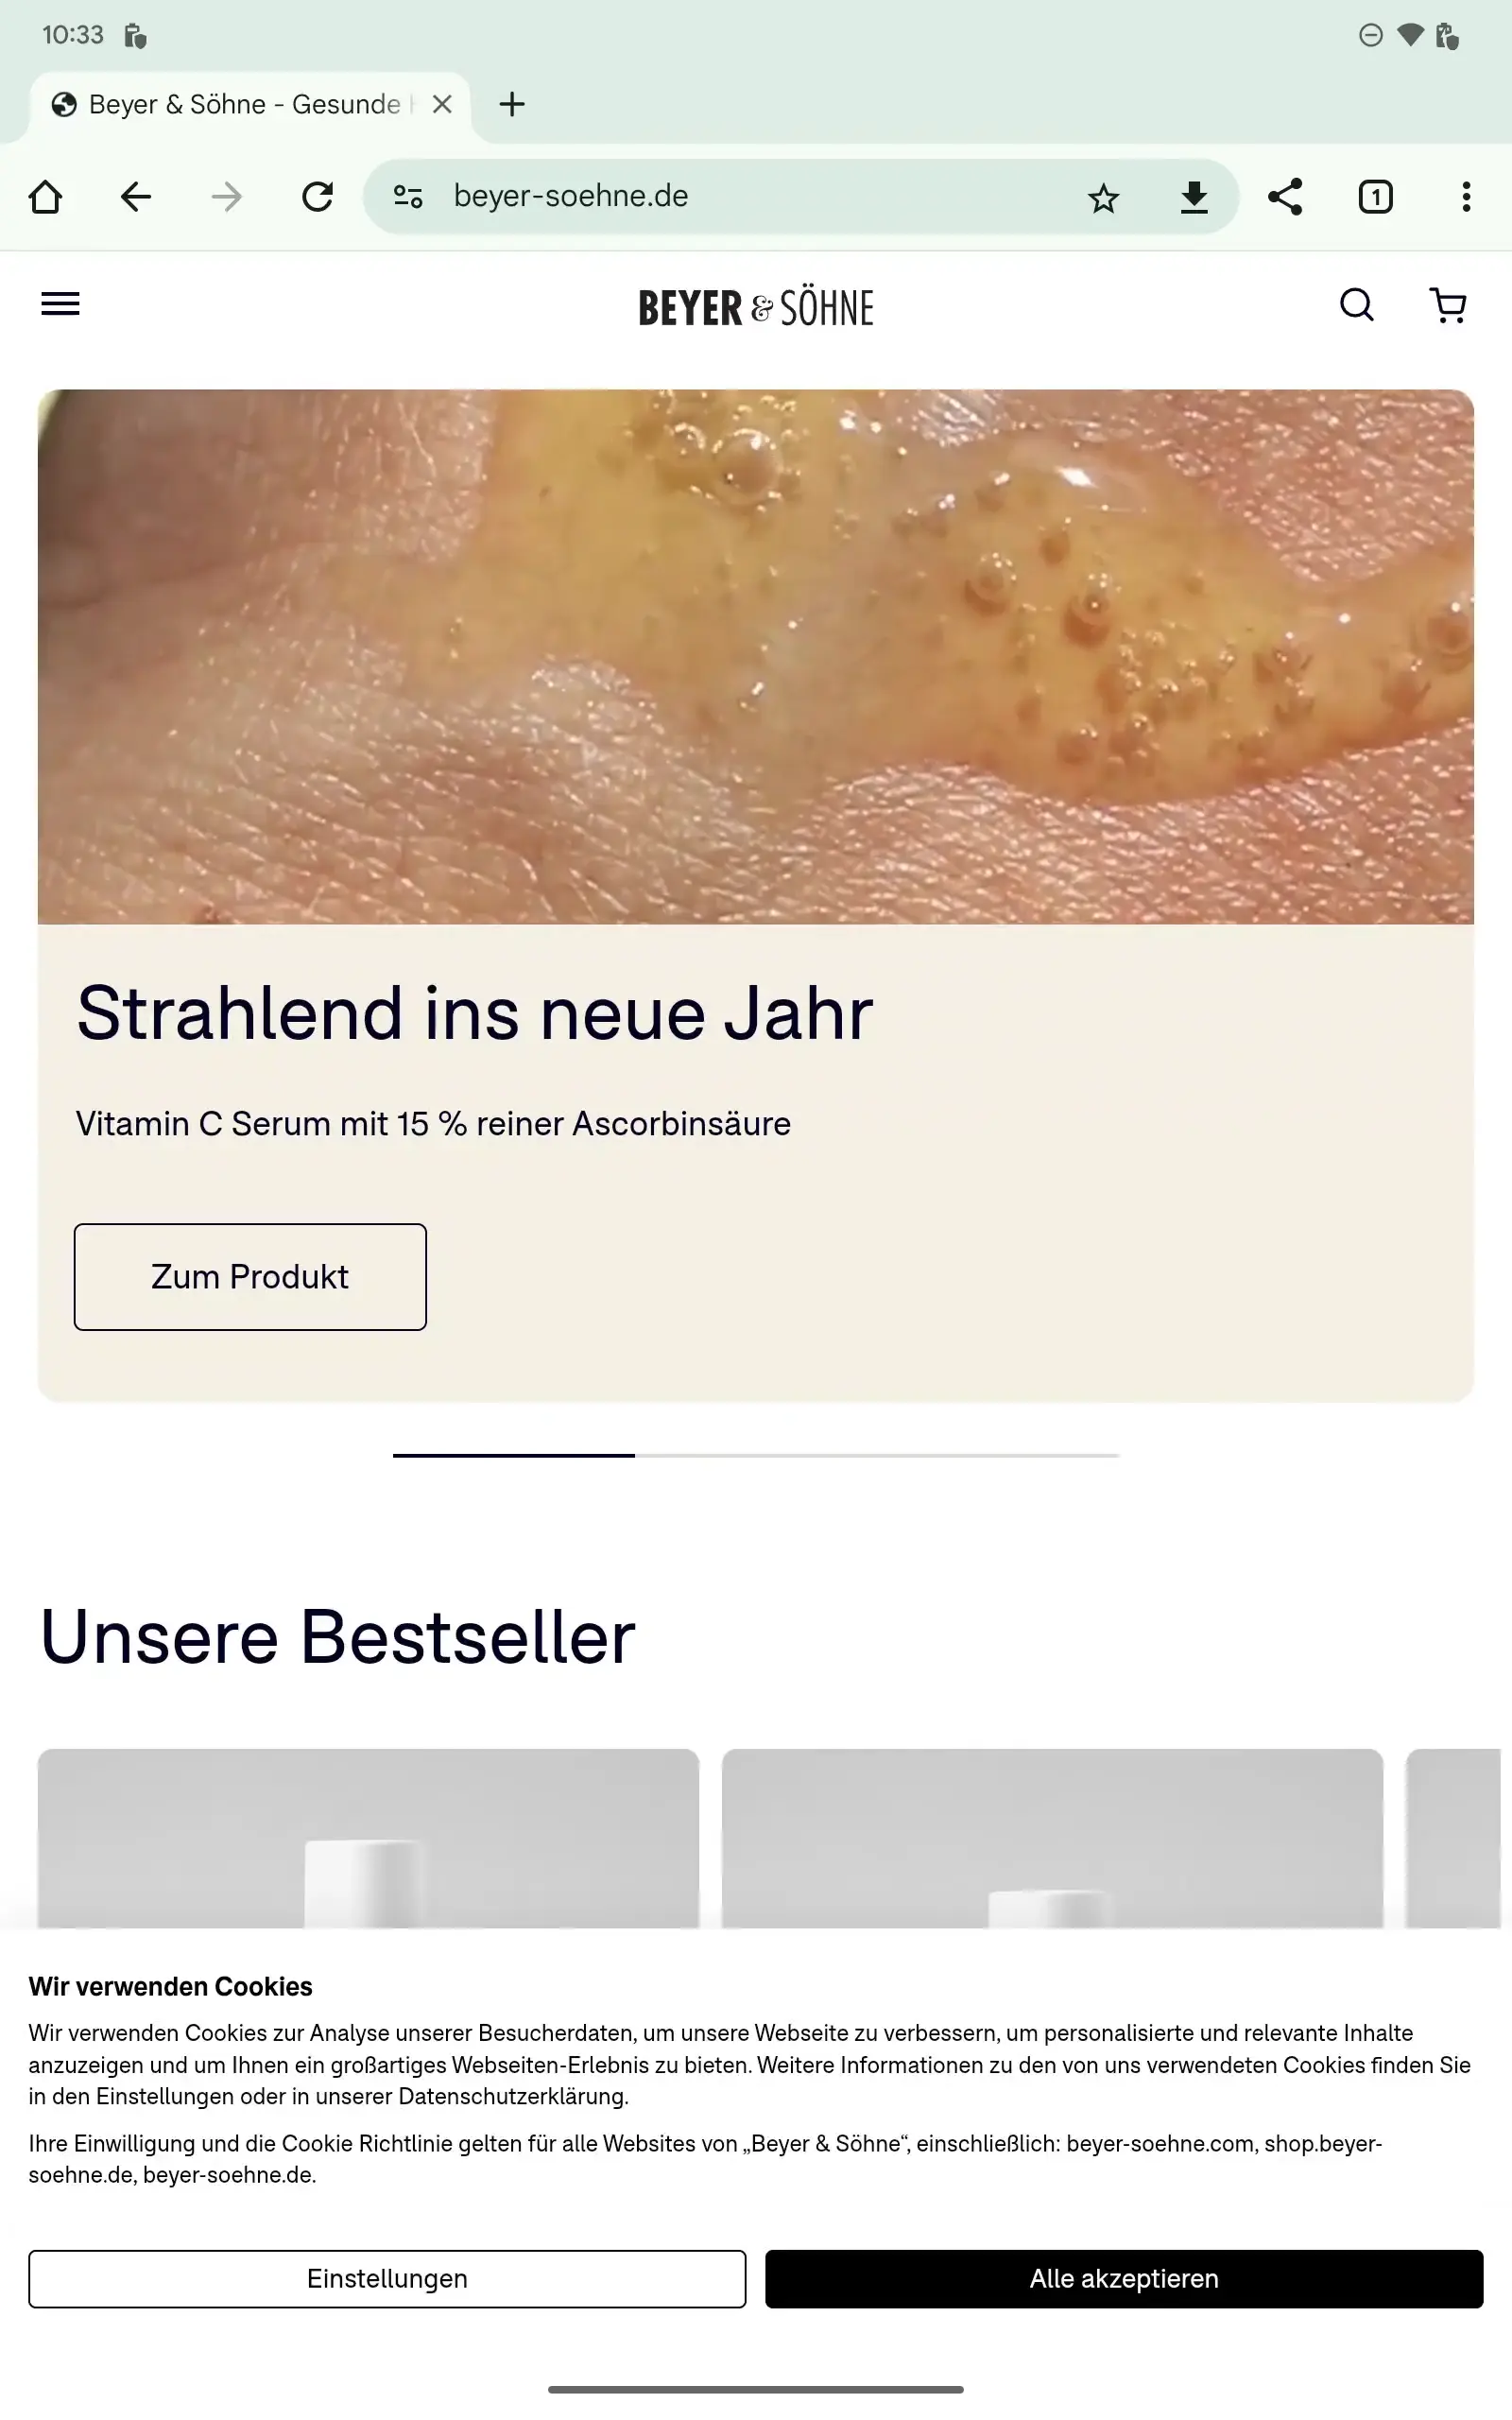 10:33
Beyer & Söhne - Gesunde
beyer-soehne.de
1
BEYER & SÖHNE
Strahlend ins neue Jahr
Vitamin C Serum mit 15 % reiner Ascorbinsäure
Zum Produkt
Unsere Bestseller
Wir verwenden Cookies
Wir verwenden Cookies zur Analyse unserer Besucherdaten, um unsere Webseite zu verbessern, um personalisierte und relevante Inhalte
anzuzeigen und um Ihnen ein großartiges Webseiten-Erlebnis zu bieten. Weitere Informationen zu den von uns verwendeten Cookies finden Sie
in den Einstellungen oder in unserer Datenschutzerklärung.
Ihre Einwilligung und die Cookie Richtlinie gelten für alle Websites von „Beyer & Söhne“, einschließlich: beyer-soehne.com, shop.beyer-
soehne.de, beyer-soehne.de.
Einstellungen
Alle akzeptieren